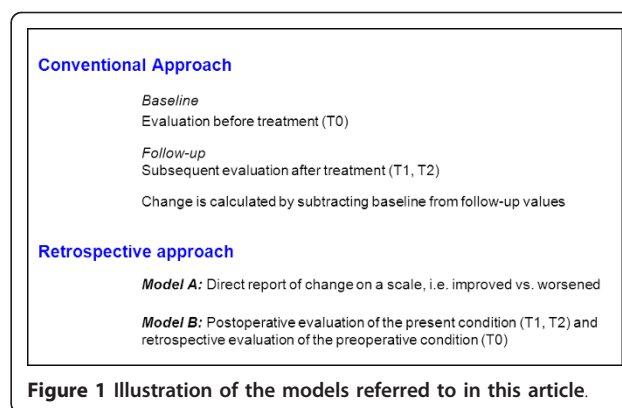 Conventional Approach
Baseline
Evaluation before treatment (T0)
Follow-up
Subsequent evaluation after treatment (T1, T2)
Change is calculated by subtracting baseline from follow-up values
Retrospective approach
Model A: Direct report of change on a scale, i.e. improved vs. worsened
Model B: Postoperative evaluation of the present condition (T1, T2) and
retrospective evaluation of the preoperative condition (T0)
Figure 1 Illustration of the models referred to in this article.